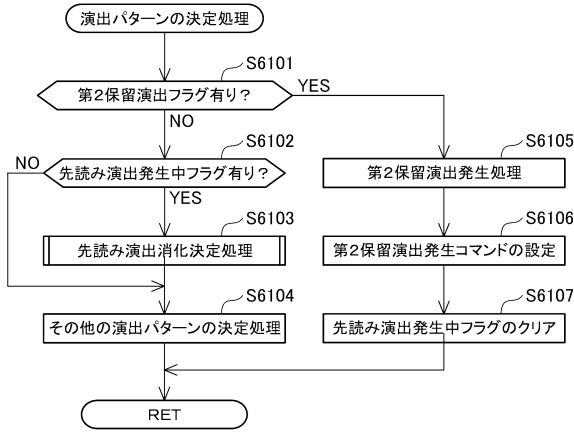 演出パターンの決定処理
S6101
第2保留演出フラグ有り?
YES
NO
S6102
先読み演出発生中フラグ有り?
NO
YES
S6103
先読み演出消化決定処理
S6104
その他の演出パターンの決定処理
S6105
第2保留演出発生処理
S6106
第2保留演出発生コマンドの設定
S6107
先読み演出発生中フラグのクリア
RET